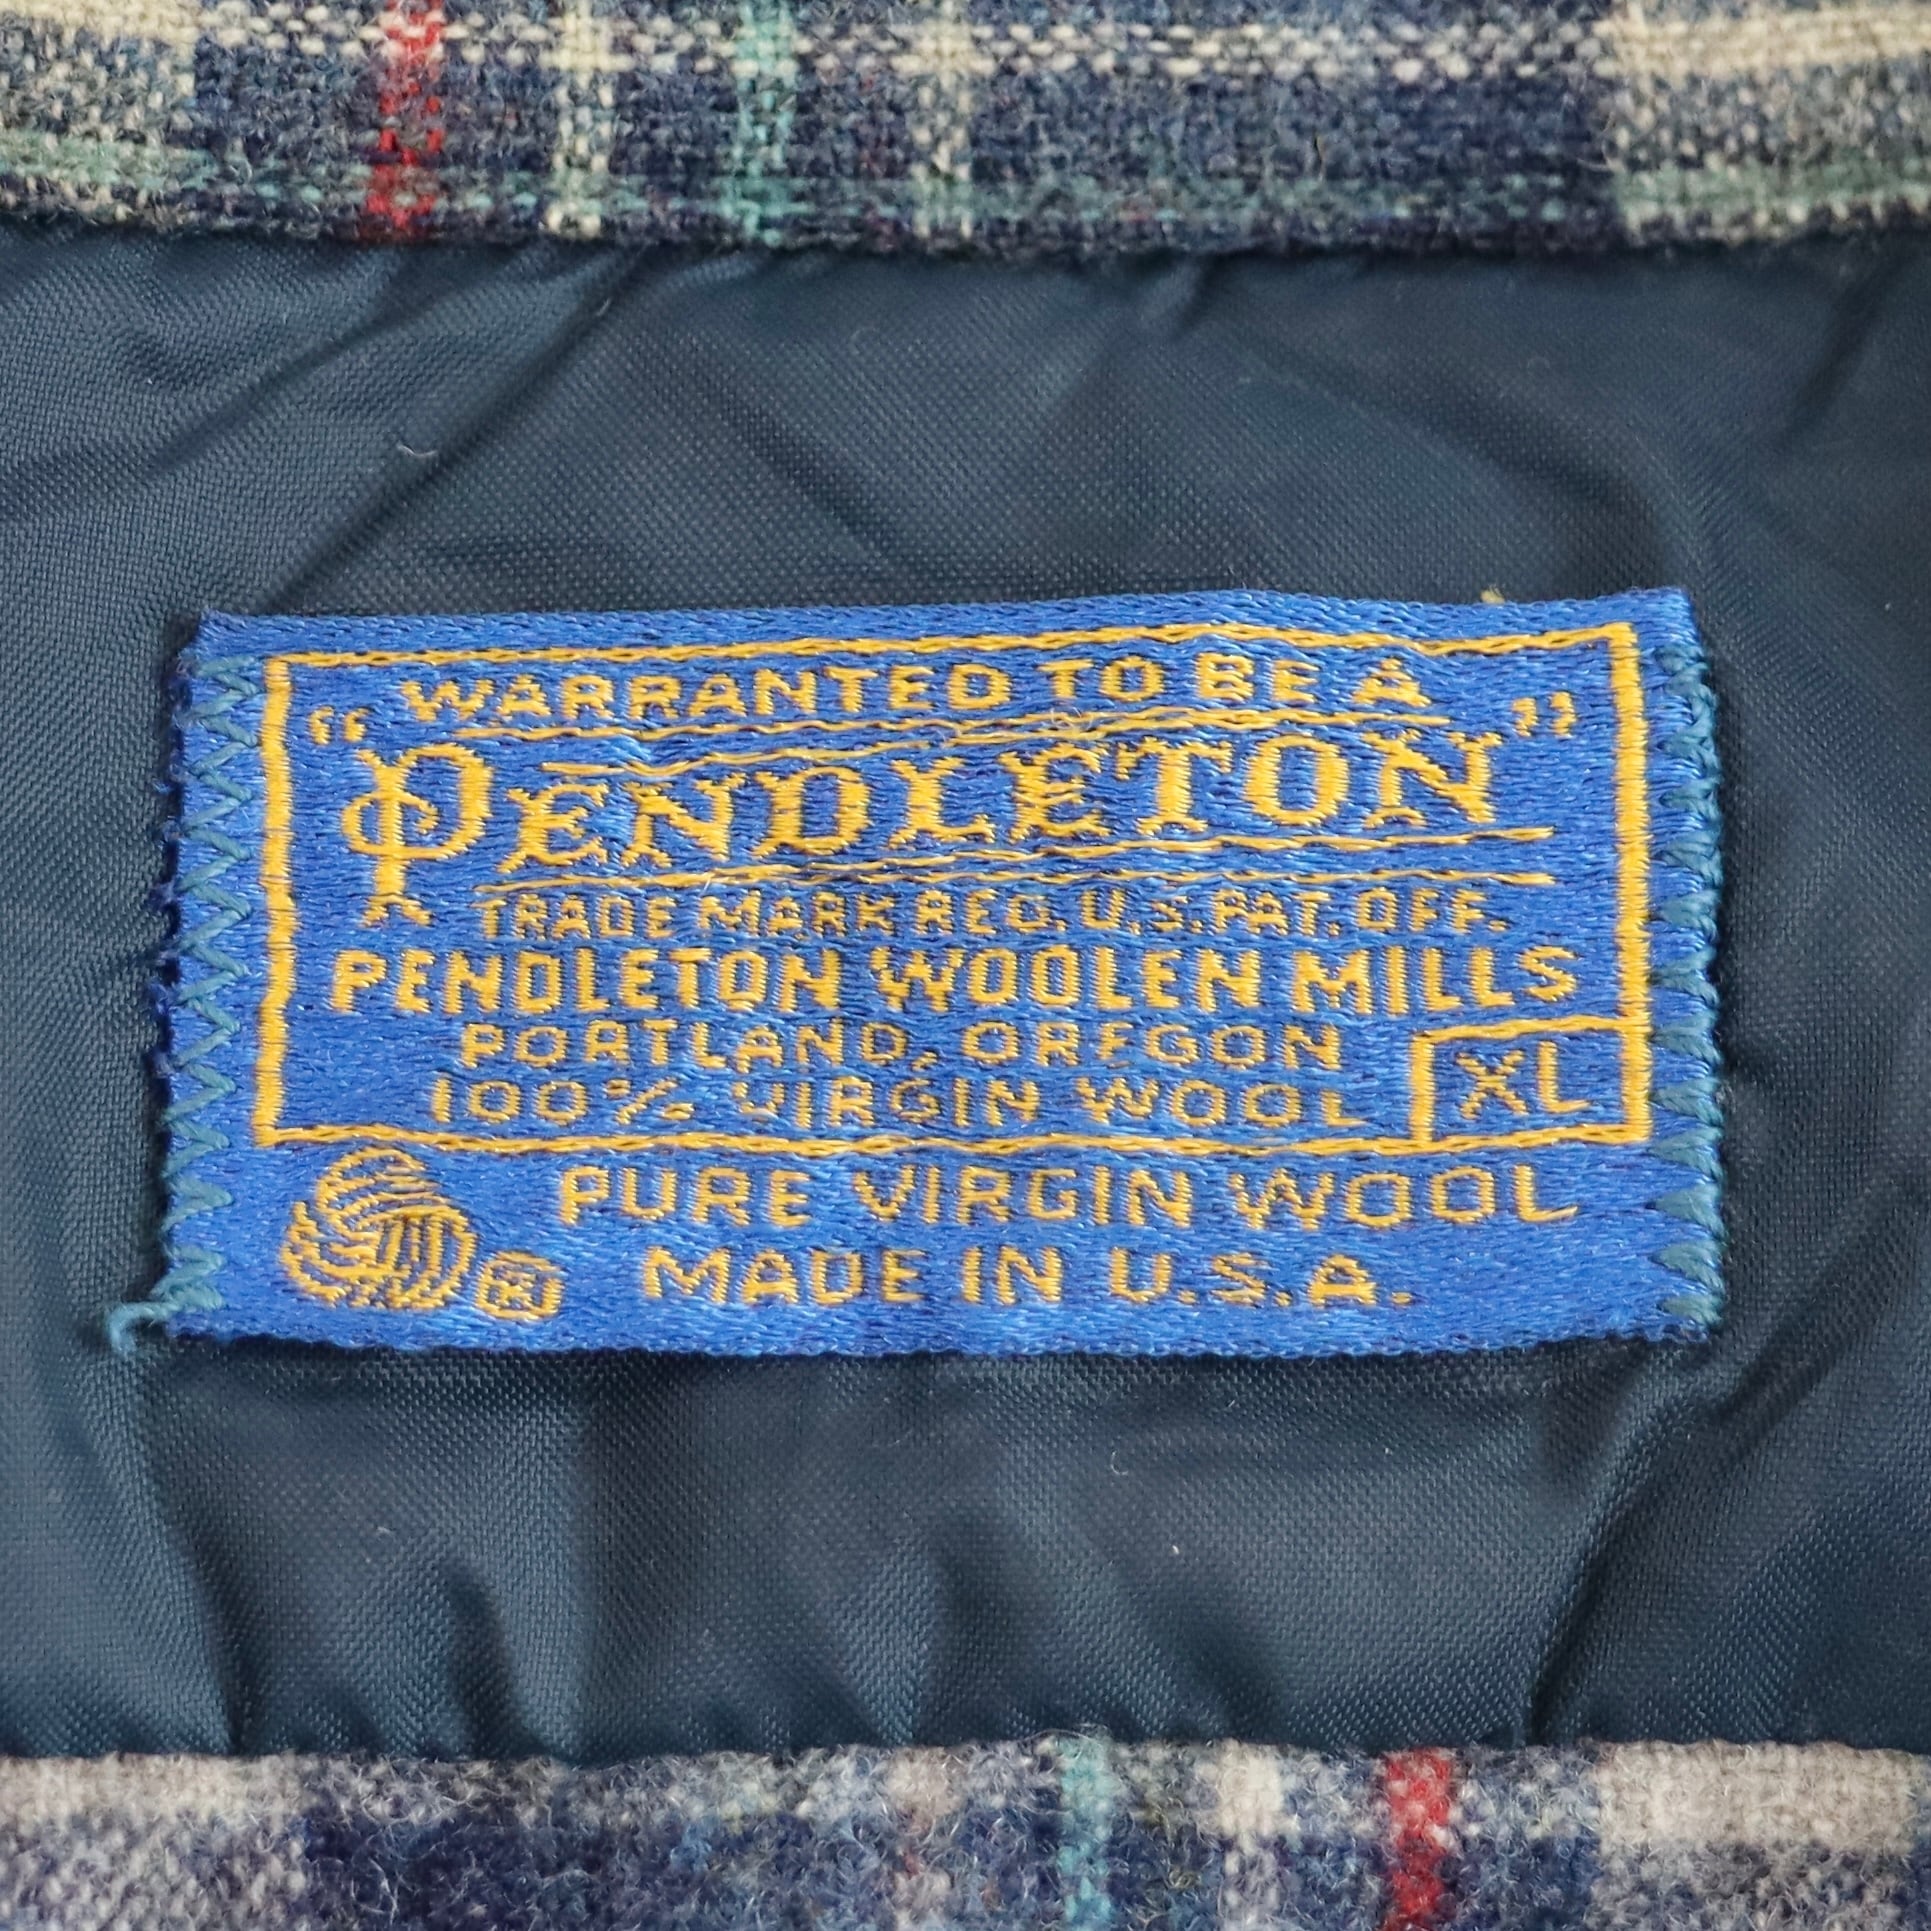 WARRANTED TO BE A
"PENDLETON"
TRADE MARK REG. U.S. PAT. OFF.
PENDLETON WOOLEN MILLS
PORTLAND, OREGON
100% VIRGIN WOOL XL
PURE VIRGIN WOOL
® MADE IN U.S.A.